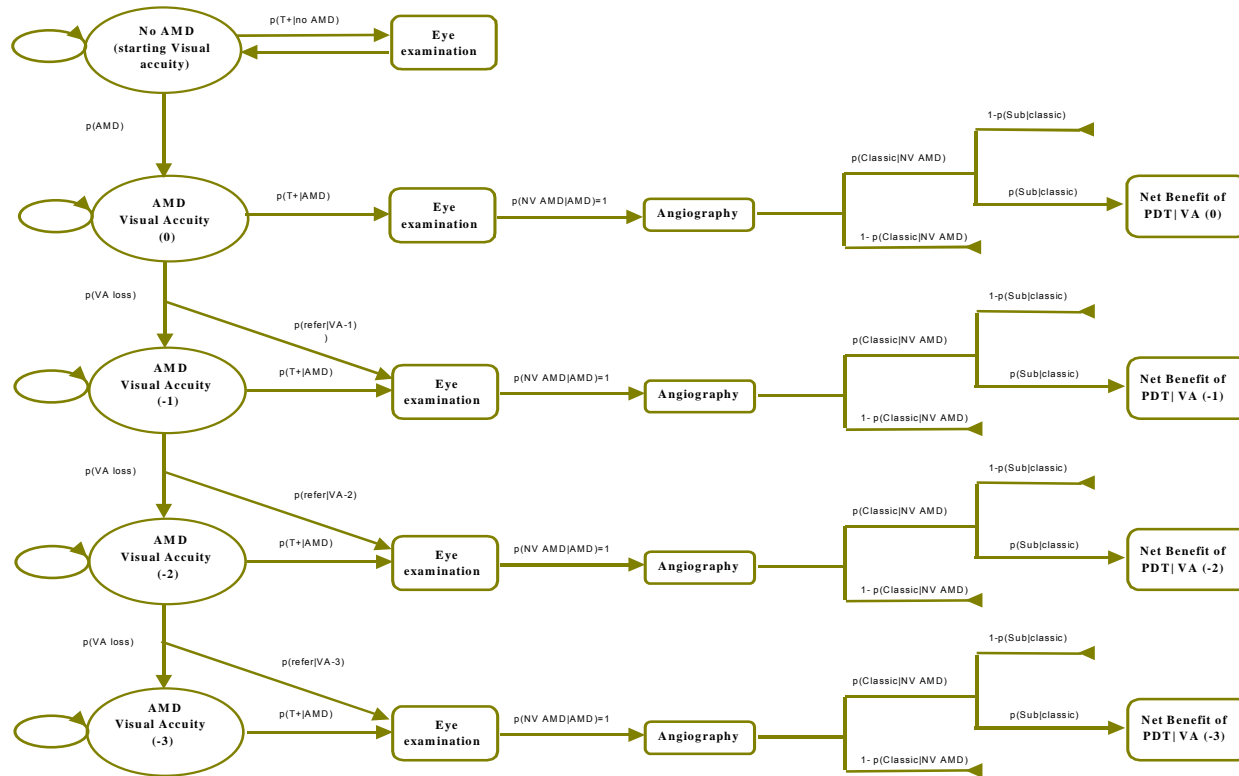 No AMD
(starting Visual
accuity)
p(T+|no AMD)
Eye
examination
p(AMD)
AMD
Visual Accuity
(0)
p(T+|AMD)
Eye
examination
p(NV AMD|AMD)=1
Angiography
p(Classic|NV AMD)
1- p(Classic|NV AMD)
1-p(Sub|classic)
p(Sub|classic)
Net Benefit of
PDT| VA (0)
p(VA loss)
p(refer|VA-1)
)
AMD
Visual Accuity
(-1)
p(T+|AMD)
Eye
examination
p(NV AMD|AMD)=1
Angiography
p(Classic|NV AMD)
1- p(Classic|NV AMD)
1-p(Sub|classic)
p(Sub|classic)
Net Benefit of
PDT| VA (-1)
p(VA loss)
p(refer|VA-2)
AMD
Visual Accuity
(-2)
p(T+|AMD)
Eye
examination
p(NV AMD|AMD)=1
Angiography
p(Classic|NV AMD)
1- p(Classic|NV AMD)
1-p(Sub|classic)
p(Sub|classic)
Net Benefit of
PDT| VA (-2)
p(VA loss)
p(refer|VA-3)
AMD
Visual Accuity
(-3)
p(T+|AMD)
Eye
examination
p(NV AMD|AMD)=1
Angiography
p(Classic|NV AMD)
1- p(Classic|NV AMD)
1-p(Sub|classic)
p(Sub|classic)
Net Benefit of
PDT| VA (-3)